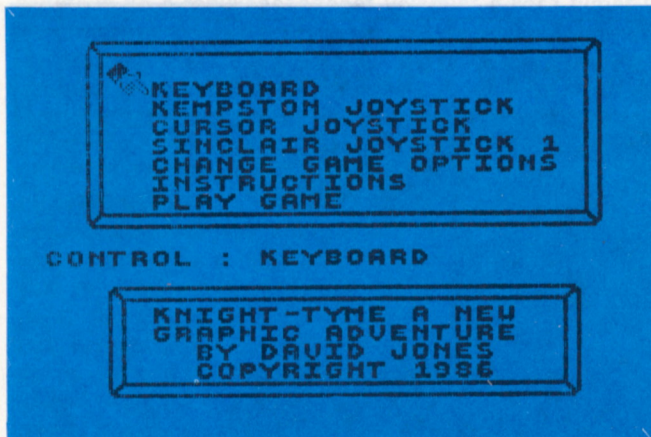 KEYBOARD
KEMPSTON JOYSTICK
CURSOR JOYSTICK
SINCLAIR JOYSTICK 1
CHANGE GAME OPTIONS
INSTRUCTIONS
PLAY GAME
CONTROL : KEYBOARD
KNIGHT-TYME A NEW
GRAPHIC ADVENTURE
BY DAVID JONES
COPYRIGHT 1986